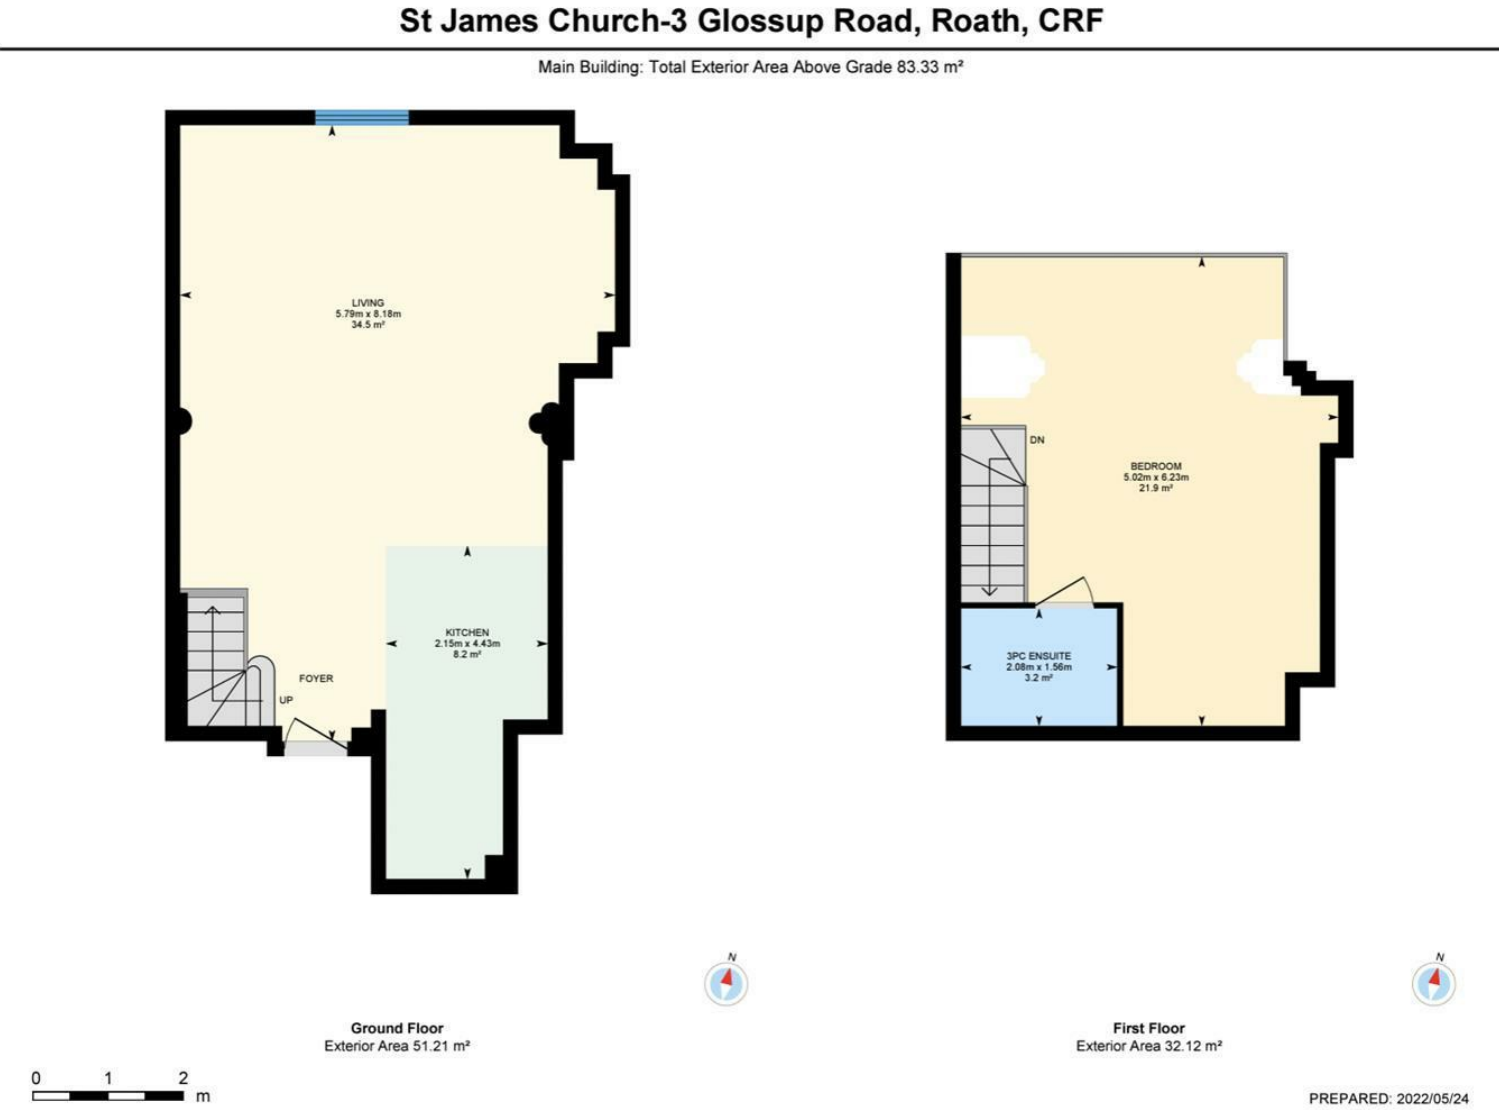 St James Church-3 Glossup Road, Roath, CRF
Main Building: Total Exterior Area Above Grade 83.33 m²
LIVING
5.79m x 8.18m
34.5 m²
KITCHEN
2.15m x 4.43m
8.2 m²
FOYER
UP
DN
BEDROOM
5.02m x 6.23m
21.9 m²
3PC ENSUITE
2.08m x 1.56m
3.2 m²
N
N
Ground Floor
Exterior Area 51.21 m²
First Floor
Exterior Area 32.12 m²
0 1 2
m
PREPARED: 2022/05/24